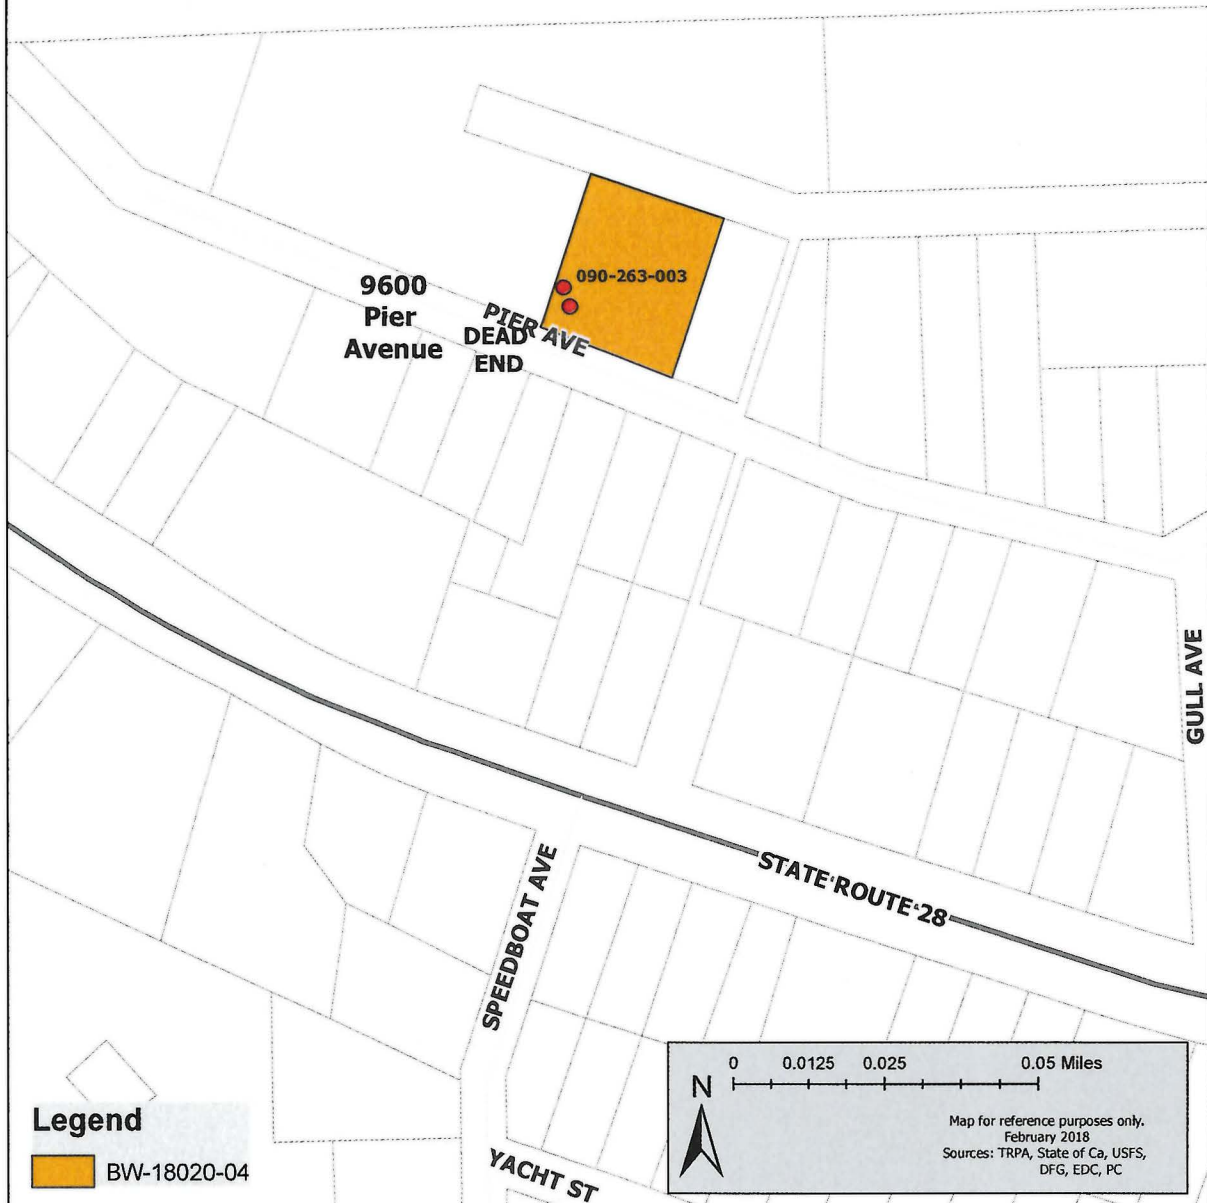 090-263-003
9600
Pier
Avenue
PIER AVE
DEAD
END
GULL AVE
STATE ROUTE 28
SPEEDBOAT AVE
YACHT ST
Legend
BW-18020-04
0 0.0125 0.025 0.05 Miles
N
Map for reference purposes only.
February 2018
Sources: TRPA, State of Ca, USFS,
DFG, EDC, PC